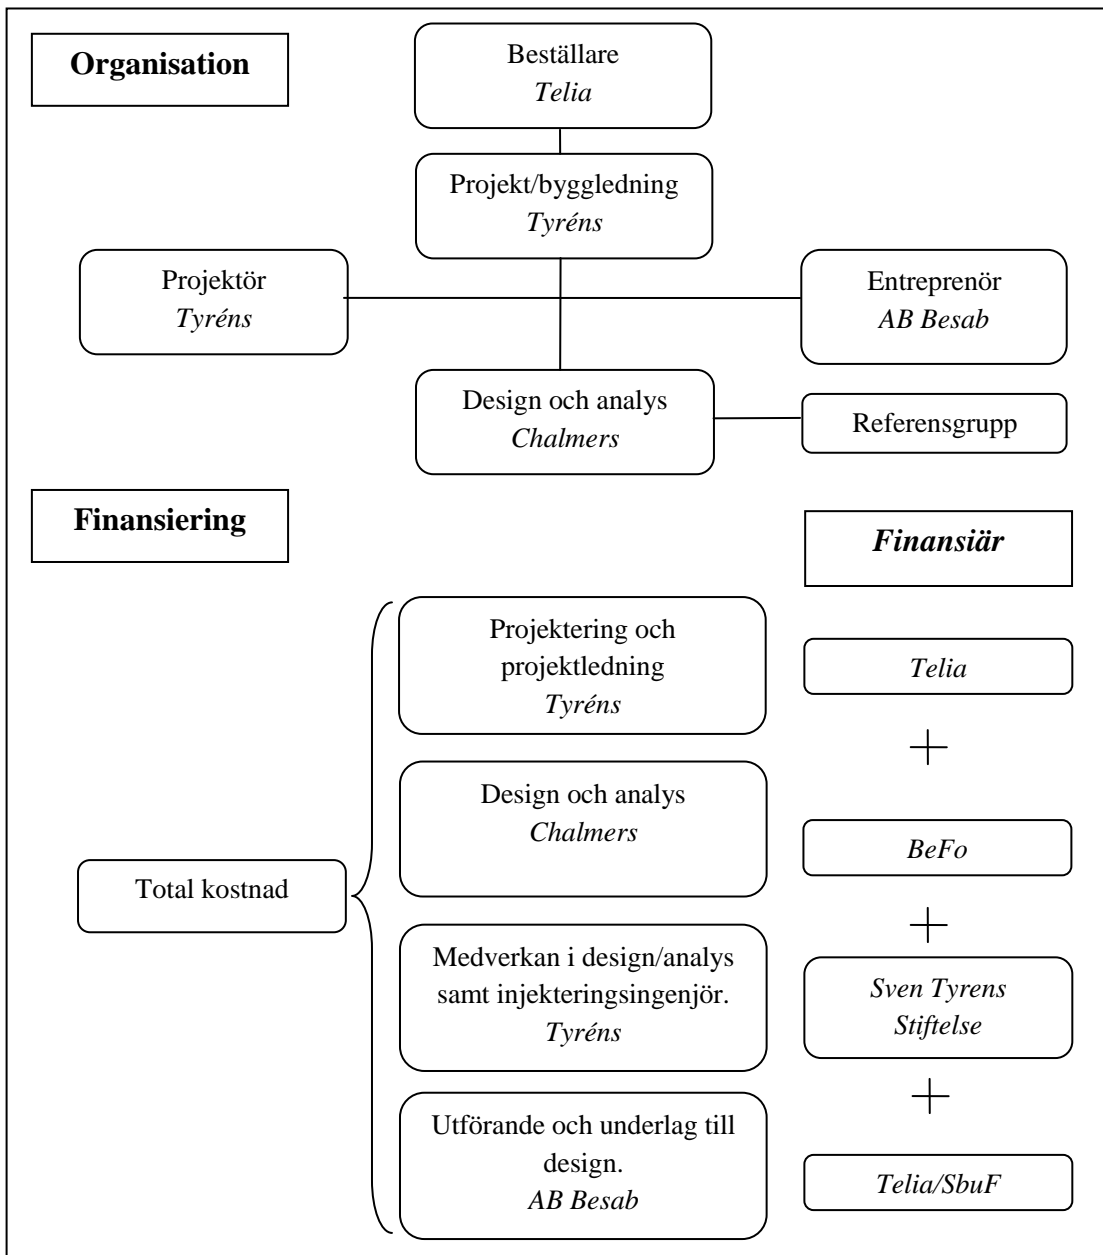 Organisation
Beställare
Telia
Projekt/byggledning
Tyréns
Projektör
Tyréns
Entreprenör
AB Besab
Design och analys
Chalmers
Referensgrupp
Finansiering
Finansiär
Projektering och
projektledning
Tyréns
Telia
Design och analys
Chalmers
BeFo
Total kostnad
Medverkan i design/analys
samt injekteringsingenjör.
Tyréns
Sven Tyrens
Stiftelse
Utförande och underlag till
design.
AB Besab
Telia/SbuF